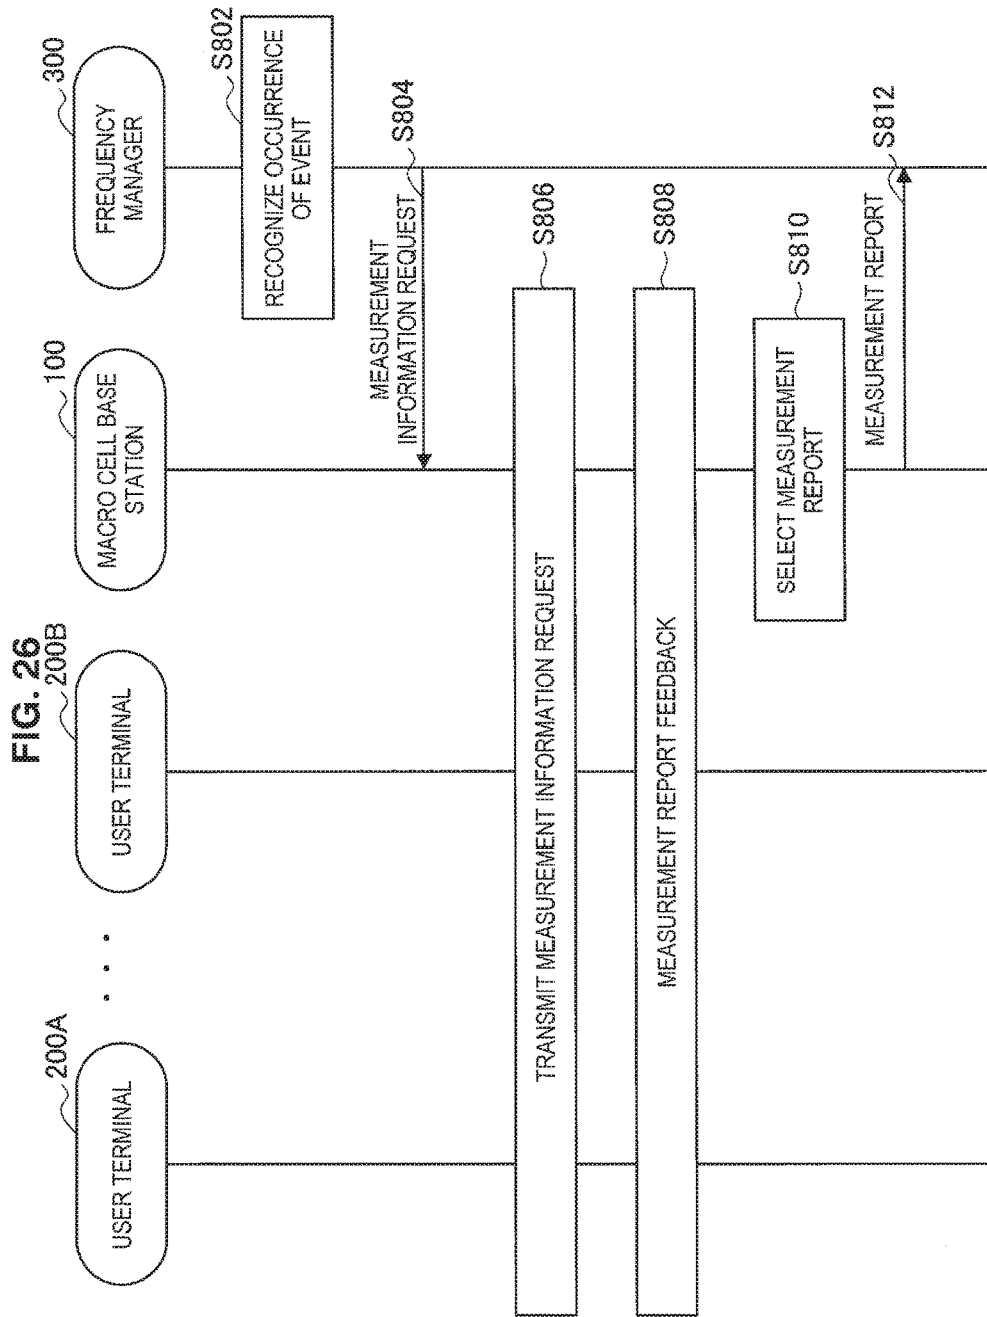 FIG. 26
200A
USER TERMINAL
. . .
200B
USER TERMINAL
100
MACRO CELL BASE
STATION
300
FREQUENCY
MANAGER
S802
RECOGNIZE OCCURRENCE
OF EVENT
MEASUREMENT
INFORMATION REQUEST
S804
TRANSMIT MEASUREMENT INFORMATION REQUEST
S806
MEASUREMENT REPORT FEEDBACK
S808
SELECT MEASUREMENT
REPORT
S810
MEASUREMENT REPORT
S812